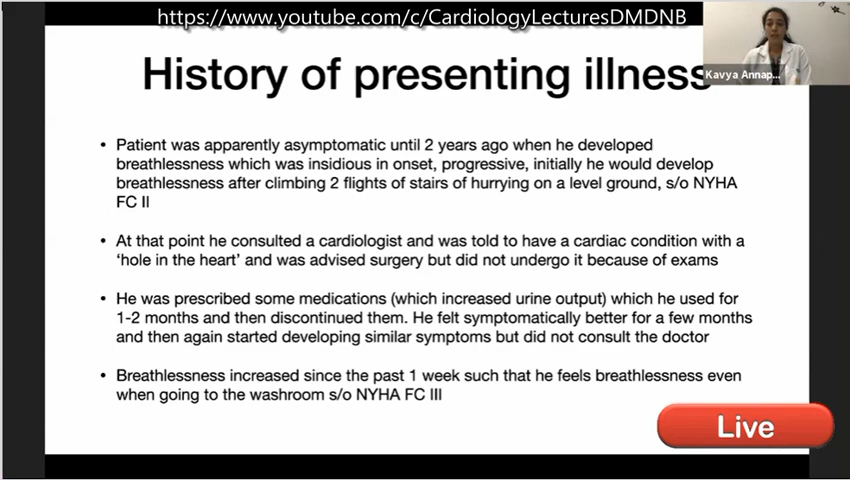 https://www.youtube.com/c/CardiologyLecturesDMDNB
Kavya Annap...
History of presenting illness
• Patient was apparently asymptomatic until 2 years ago when he developed
breathlessness which was insidious in onset, progressive, initially he would develop
breathlessness after climbing 2 flights of stairs of hurrying on a level ground, s/o NYHA
FC II
• At that point he consulted a cardiologist and was told to have a cardiac condition with a
‘hole in the heart’ and was advised surgery but did not undergo it because of exams
• He was prescribed some medications (which increased urine output) which he used for
1-2 months and then discontinued them. He felt symptomatically better for a few months
and then again started developing similar symptoms but did not consult the doctor
• Breathlessness increased since the past 1 week such that he feels breathlessness even
when going to the washroom s/o NYHA FC III
Live